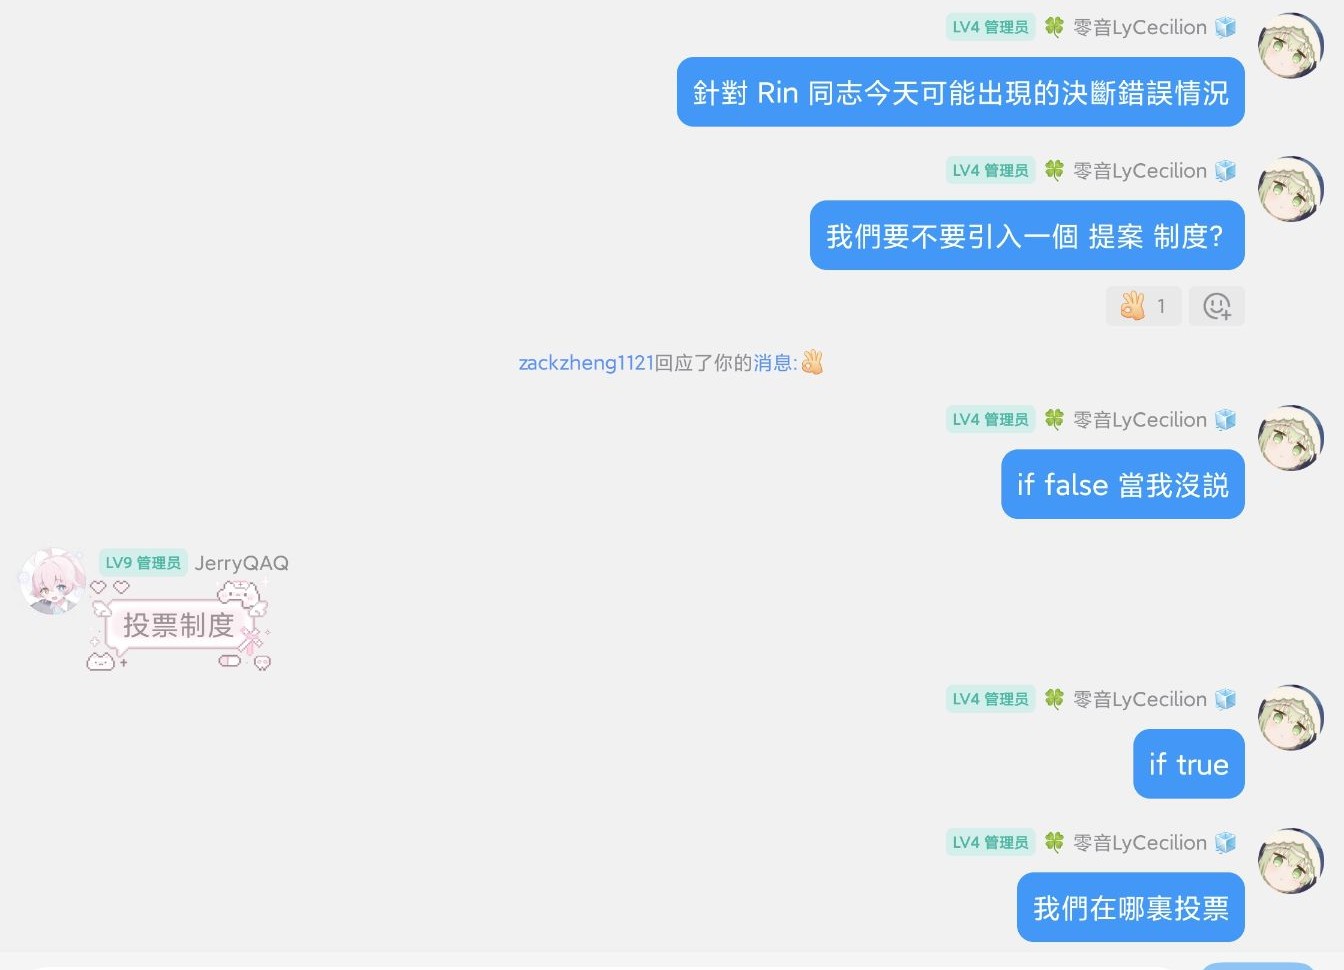 LV4 管理员 🍀 零音LyCecilion 🧊
針對 Rin 同志今天可能出現的決斷錯誤情況
LV4 管理员 🍀 零音LyCecilion 🧊
我們要不要引入一個 提案 制度?
👌 1
zackzheng1121回应了你的消息:👌
LV4 管理员 🍀 零音LyCecilion 🧊
if false 當我沒説
LV9 管理员 JerryQAQ
投票制度
LV4 管理员 🍀 零音LyCecilion 🧊
if true
LV4 管理员 🍀 零音LyCecilion 🧊
我們在哪裏投票